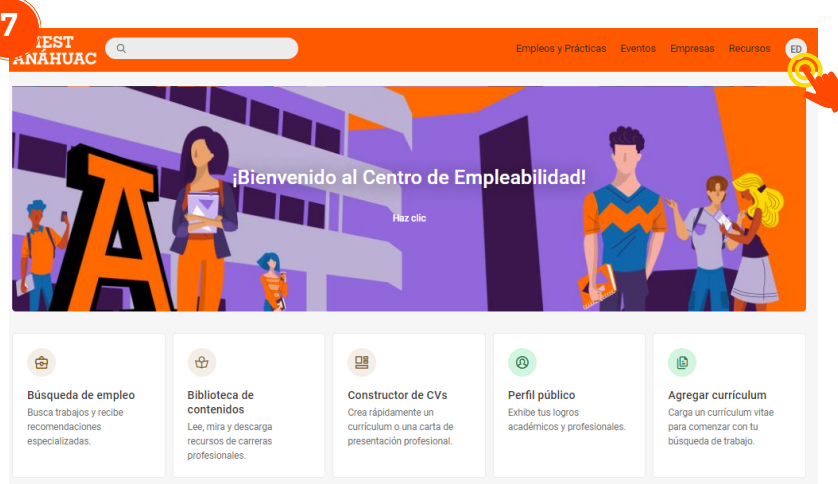 7
ANÁHUAC
Empleos y Prácticas Eventos Empresas Recursos ED
¡Bienvenido al Centro de Empleabilidad!
Haz clic
Búsqueda de empleo
Busca trabajos y recibe
recomendaciones
especializadas.
Biblioteca de
contenidos
Lee, mira y descarga
recursos de carreras
profesionales.
Constructor de CVs
Crea rápidamente un
currículum o una carta de
presentación profesional.
Perfil público
Exhibe tus logros
académicos y profesionales.
Agregar currículum
Carga un currículum vitae
para comenzar con tu
búsqueda de trabajo.